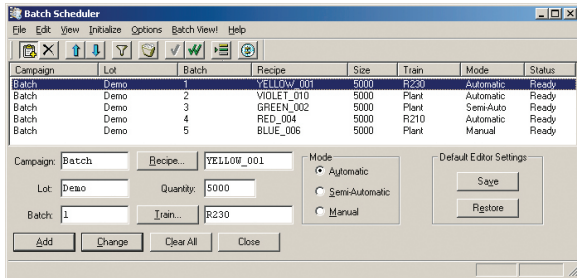 Batch Scheduler
File Edit View Initialize Options Batch View! Help
Campaign Lot Batch Recipe Size Train Mode Status
Batch Demo 1 YELLOW_001 5000 R230 Automatic Ready
Batch Demo 2 VIOLET_010 5000 Plant Automatic Ready
Batch Demo 3 GREEN_002 5000 Plant Semi-Auto Ready
Batch Demo 4 RED_004 5000 R210 Automatic Ready
Batch Demo 5 BLUE_006 5000 Plant Manual Ready
Mode Default Editor Settings
Campaign: Batch Recipe... YELLOW_001 Automatic
Save
Lot: Demo Quantity: 5000 Semi-Automatic
Batch: 1 Train... R230 Manual Restore
Add Change Clear All Close